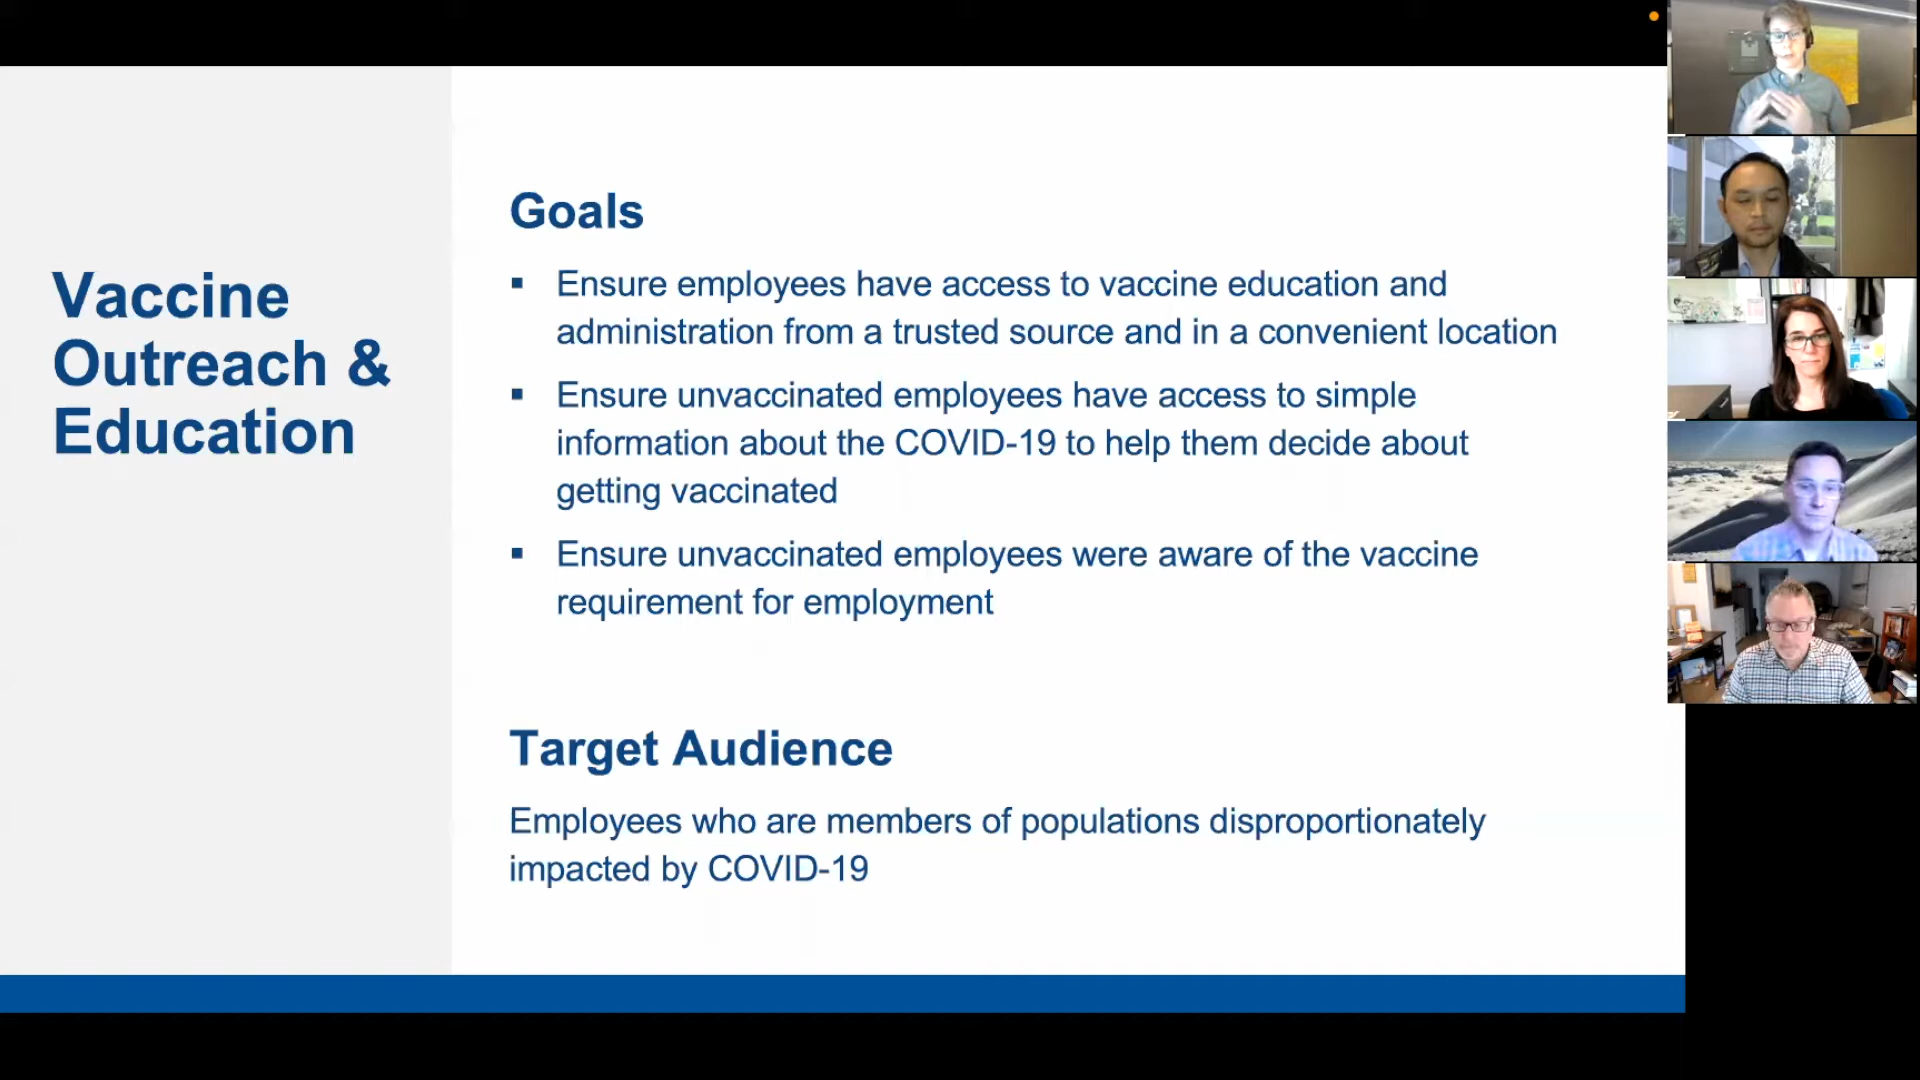 Vaccine
Outreach &
Education
Goals
▪ Ensure employees have access to vaccine education and
administration from a trusted source and in a convenient location
▪ Ensure unvaccinated employees have access to simple
information about the COVID-19 to help them decide about
getting vaccinated
▪ Ensure unvaccinated employees were aware of the vaccine
requirement for employment
Target Audience
Employees who are members of populations disproportionately
impacted by COVID-19